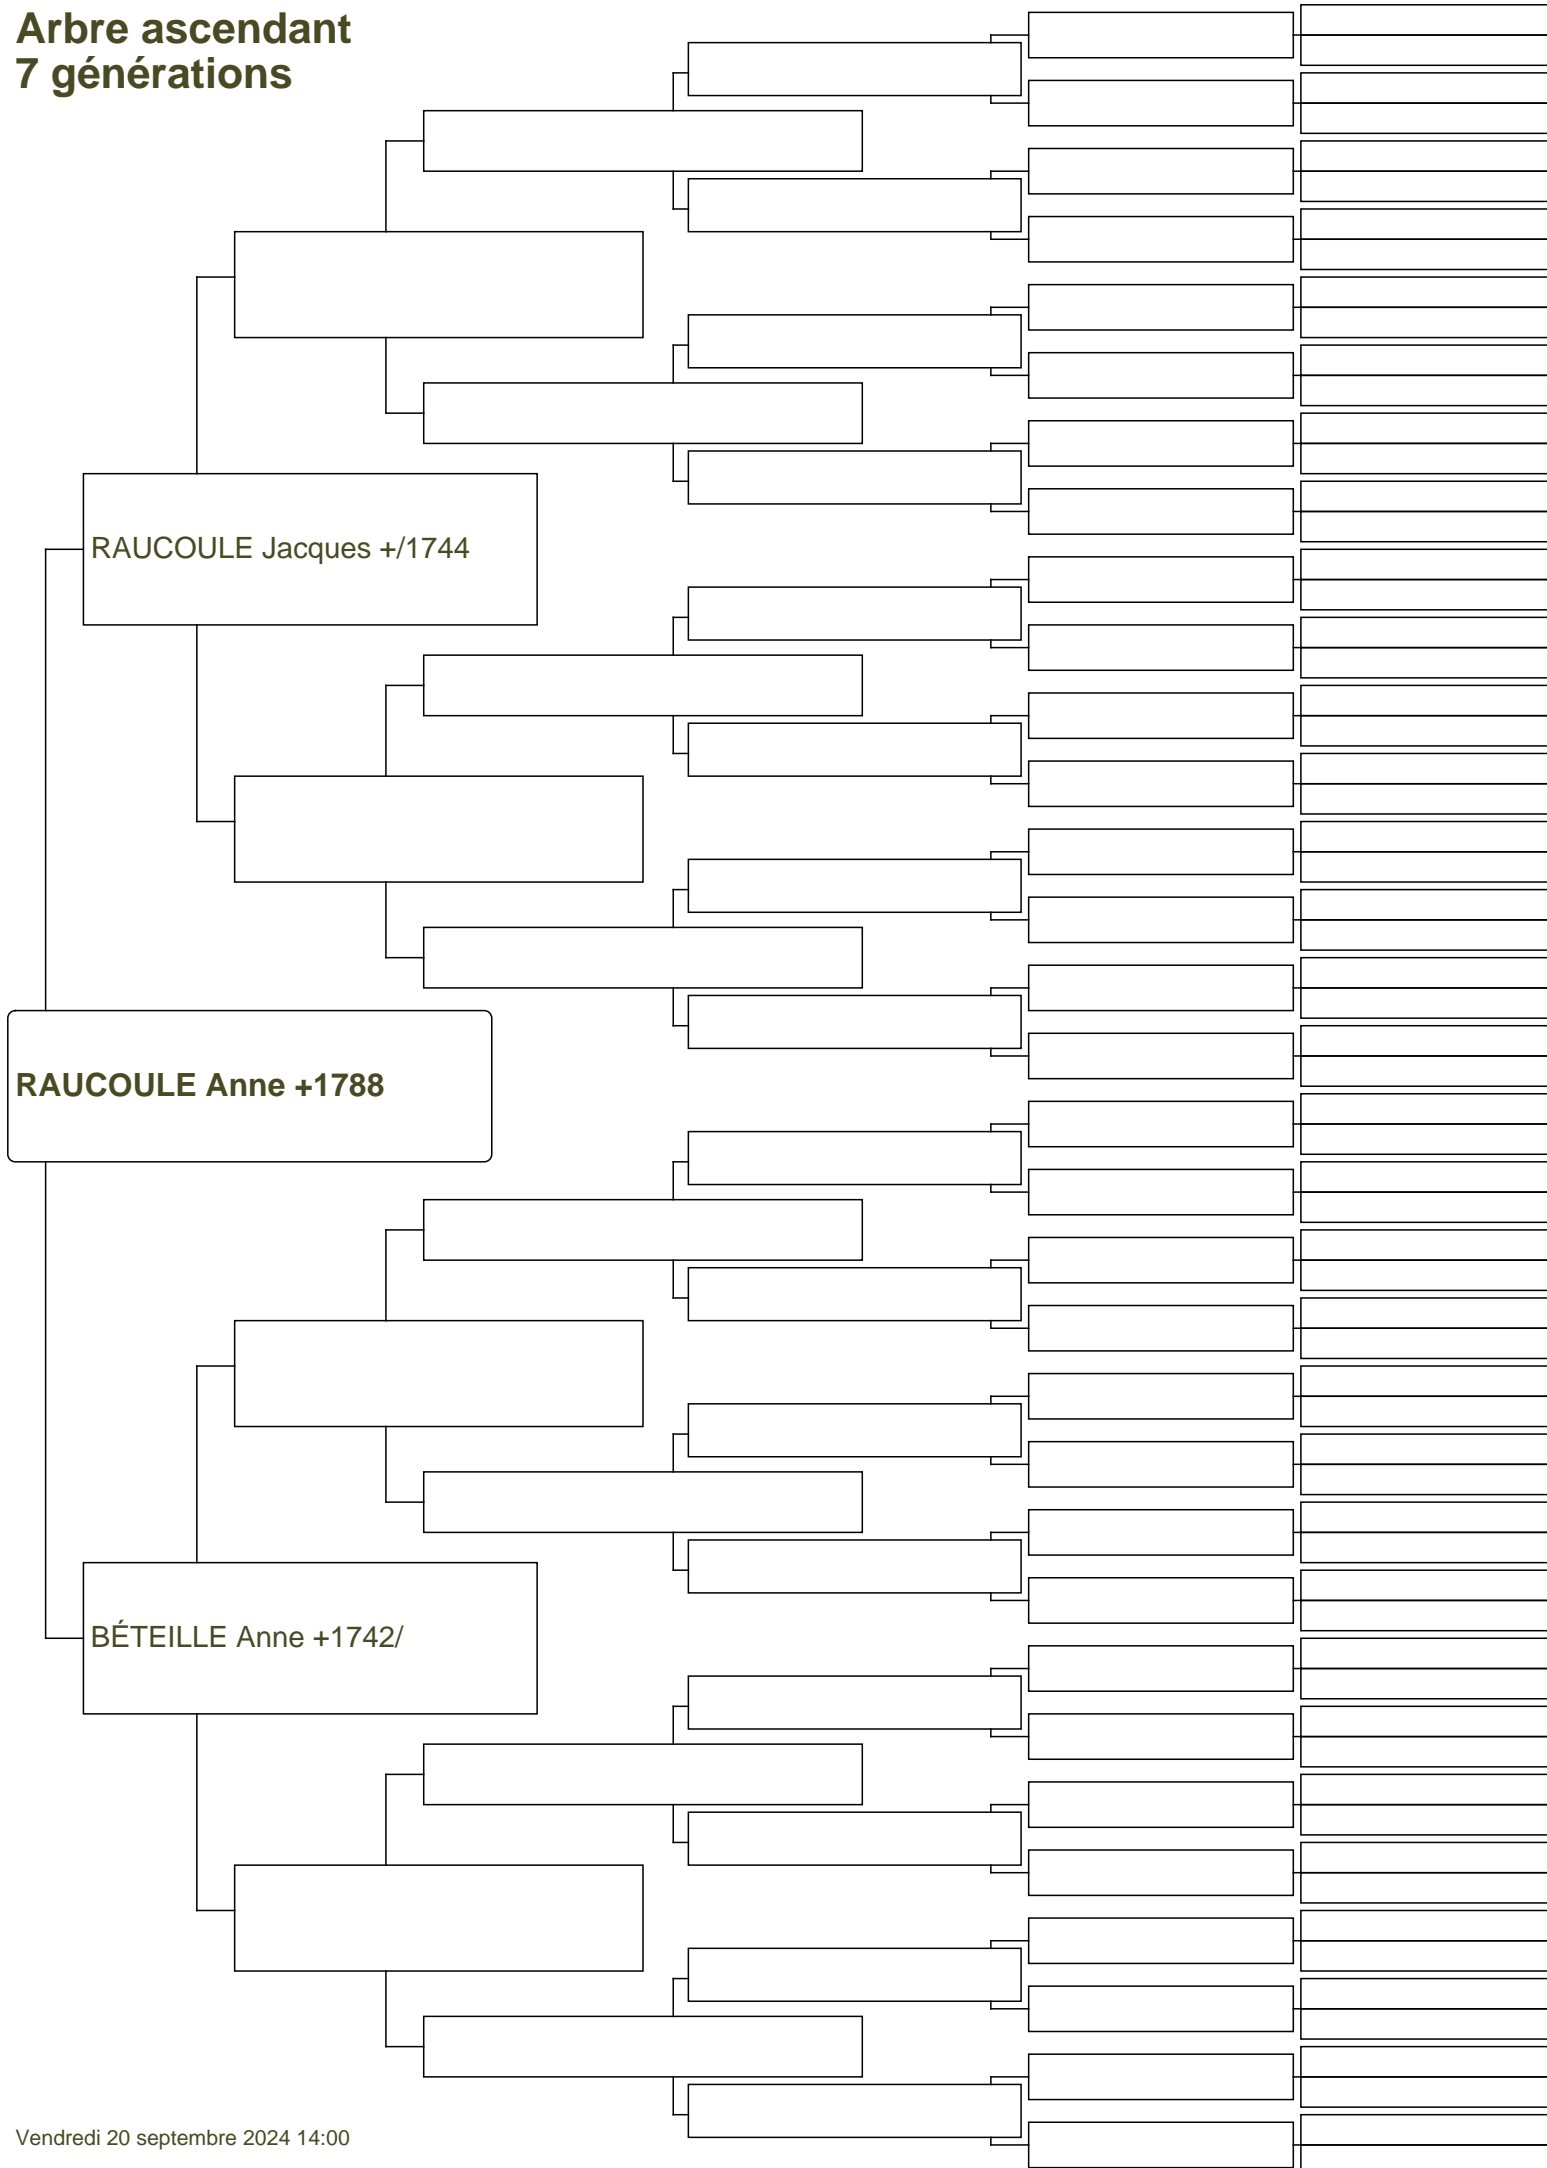 Arbre ascendant
7 générations
RAUCOULE Jacques +/1744
RAUCOULE Anne +1788
BÉTEILLE Anne +1742/
Vendredi 20 septembre 2024 14:00